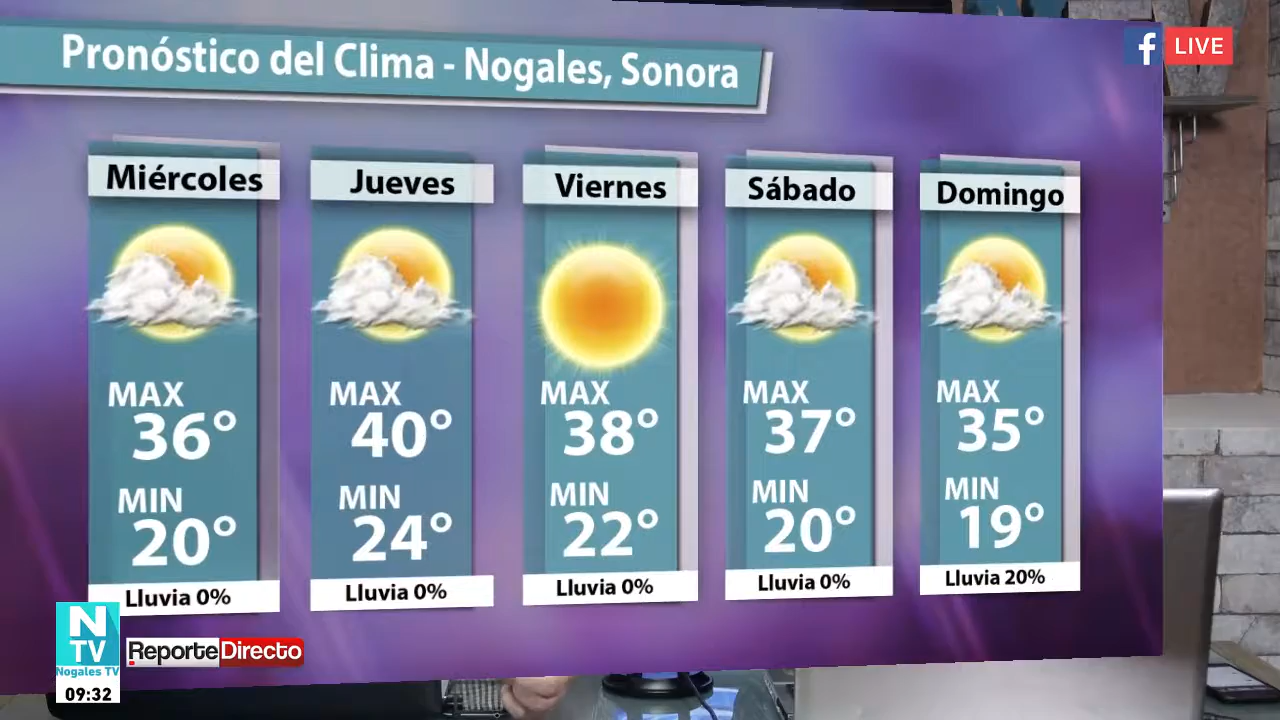 Pronóstico del Clima - Nogales, Sonora
f LIVE
Miércoles
MAX
36°
MIN
20°
Lluvia 0%
Jueves
MAX
40°
MIN
24°
Lluvia 0%
Viernes
MAX
38°
MIN
22°
Lluvia 0%
Sábado
MAX
37°
MIN
20°
Lluvia 0%
Domingo
MAX
35°
MIN
19°
Lluvia 20%
N
TV
Nogales TV
09:32
ReporteDirecto